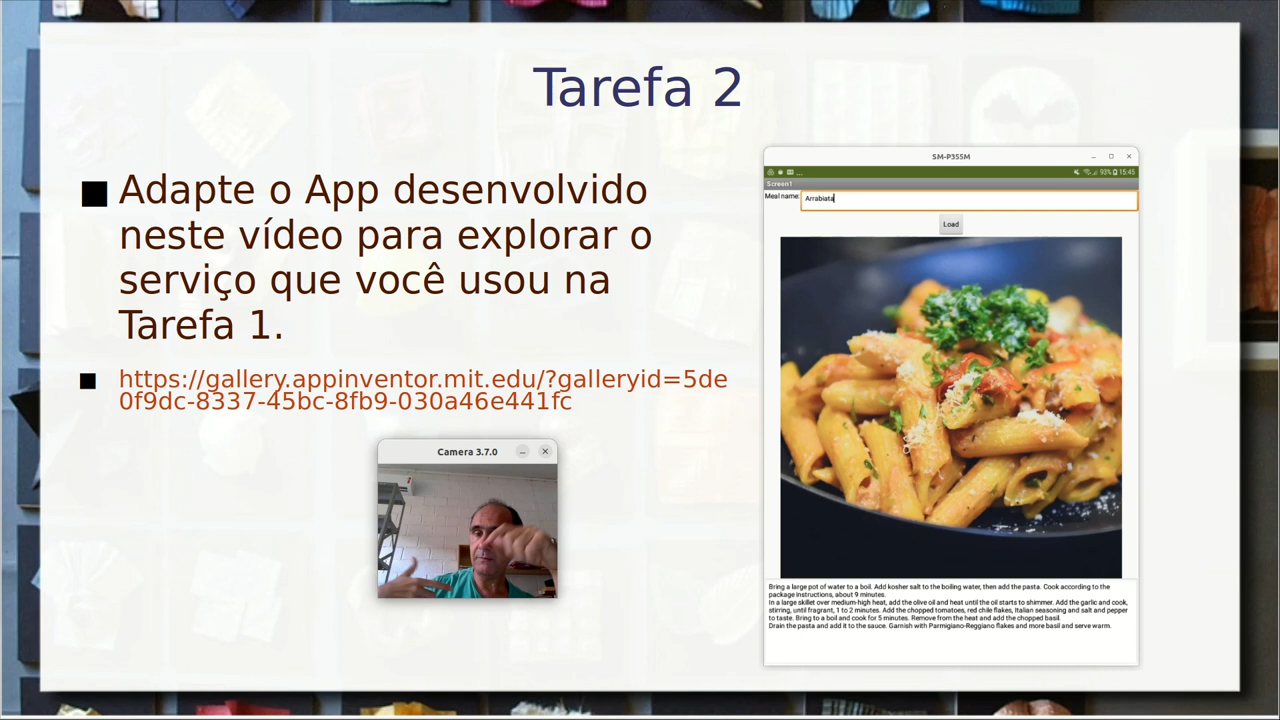 Tarefa 2
Adapte o App desenvolvido
neste vídeo para explorar o
serviço que você usou na
Tarefa 1.
https://gallery.appinventor.mit.edu/?galleryid=5de
0f9dc-8337-45bc-8fb9-030a46e441fc
Camera 3.7.0
SM-P355M
... 93% 15:45
Screen1
Meal name: Arrabiata
Load
Bring a large pot of water to a boil. Add kosher salt to the boiling water, then add the pasta. Cook according to the
package instructions, about 9 minutes.
In a large skillet over medium-high heat, add the olive oil and heat until the oil starts to shimmer. Add the garlic and cook,
stirring, until fragrant, 1 to 2 minutes. Add the chopped tomatoes, red chile flakes, Italian seasoning and salt and pepper
to taste. Bring to a boil and cook for 5 minutes. Remove from the heat and add the chopped basil.
Drain the pasta and add it to the sauce. Garnish with Parmigiano-Reggiano flakes and more basil and serve warm.